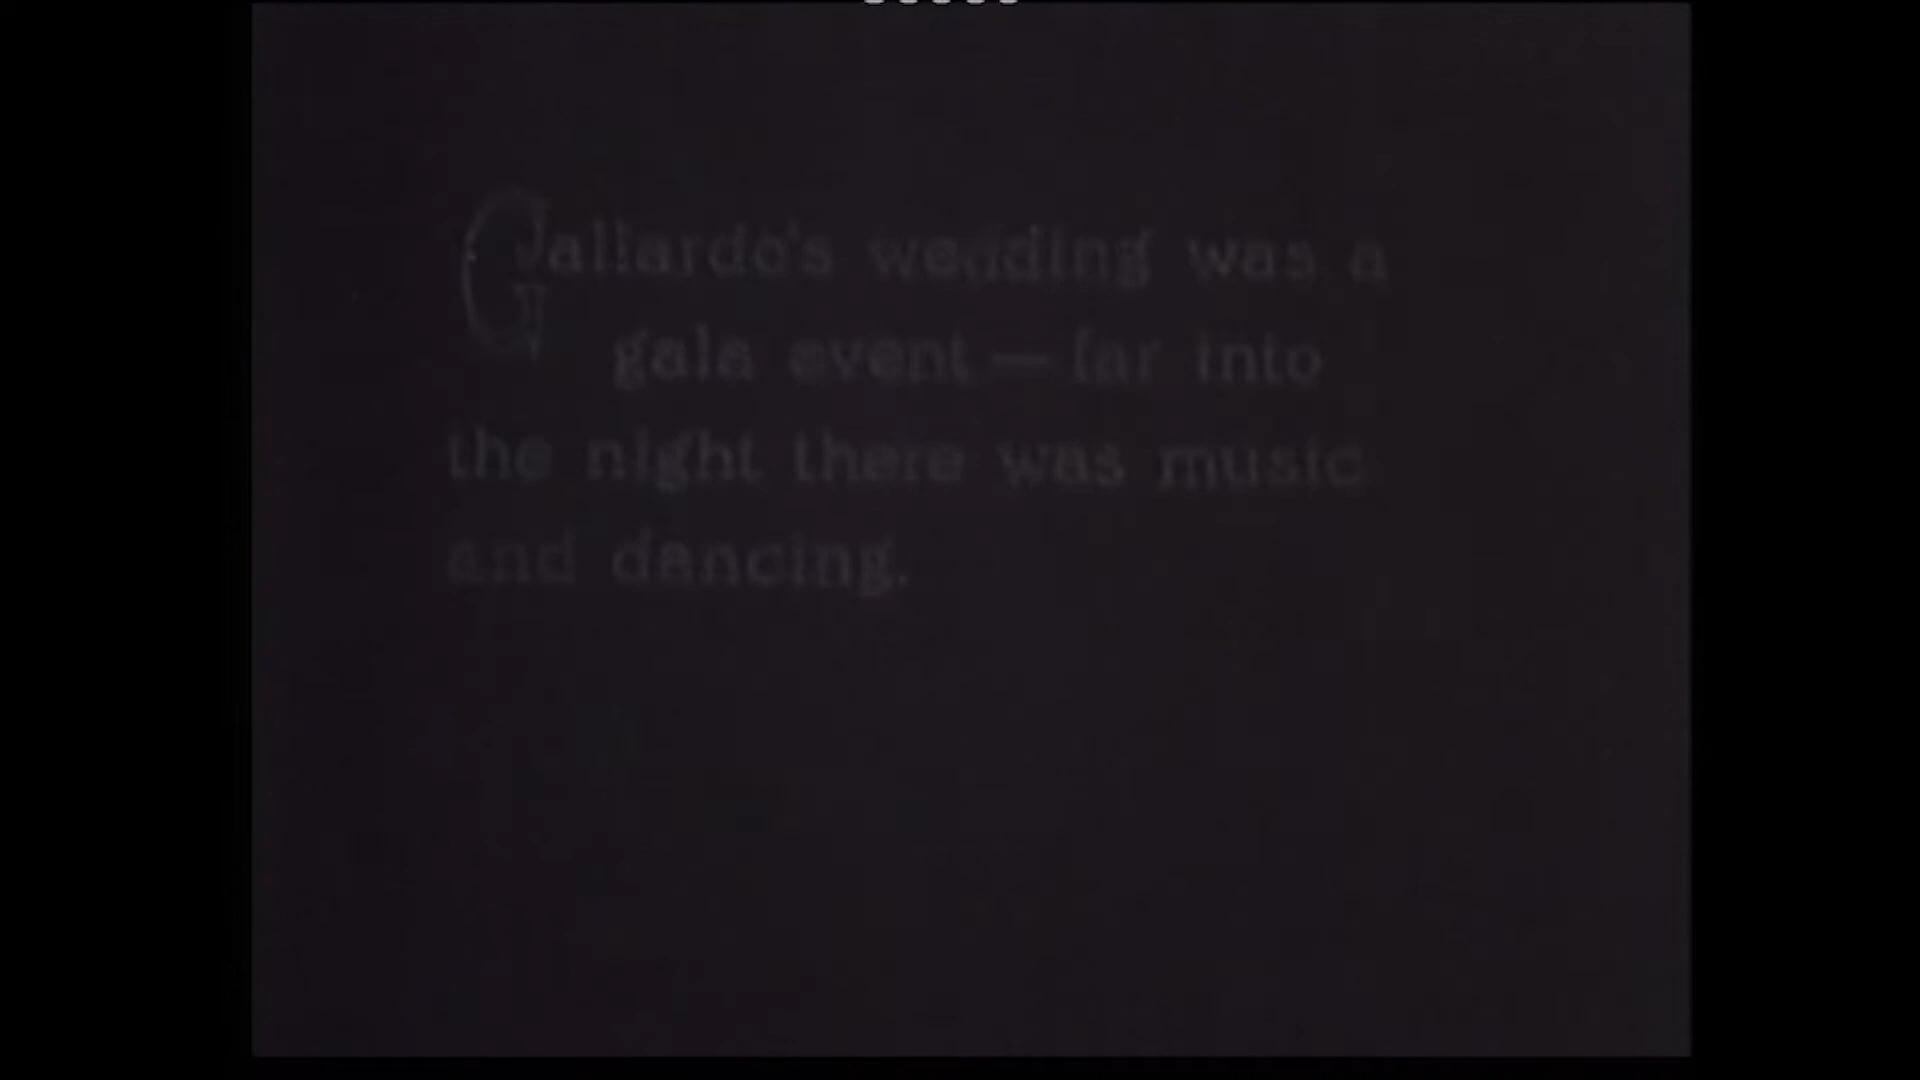 Gallardo's wedding was a
gala event — far into
the night there was music
and dancing.